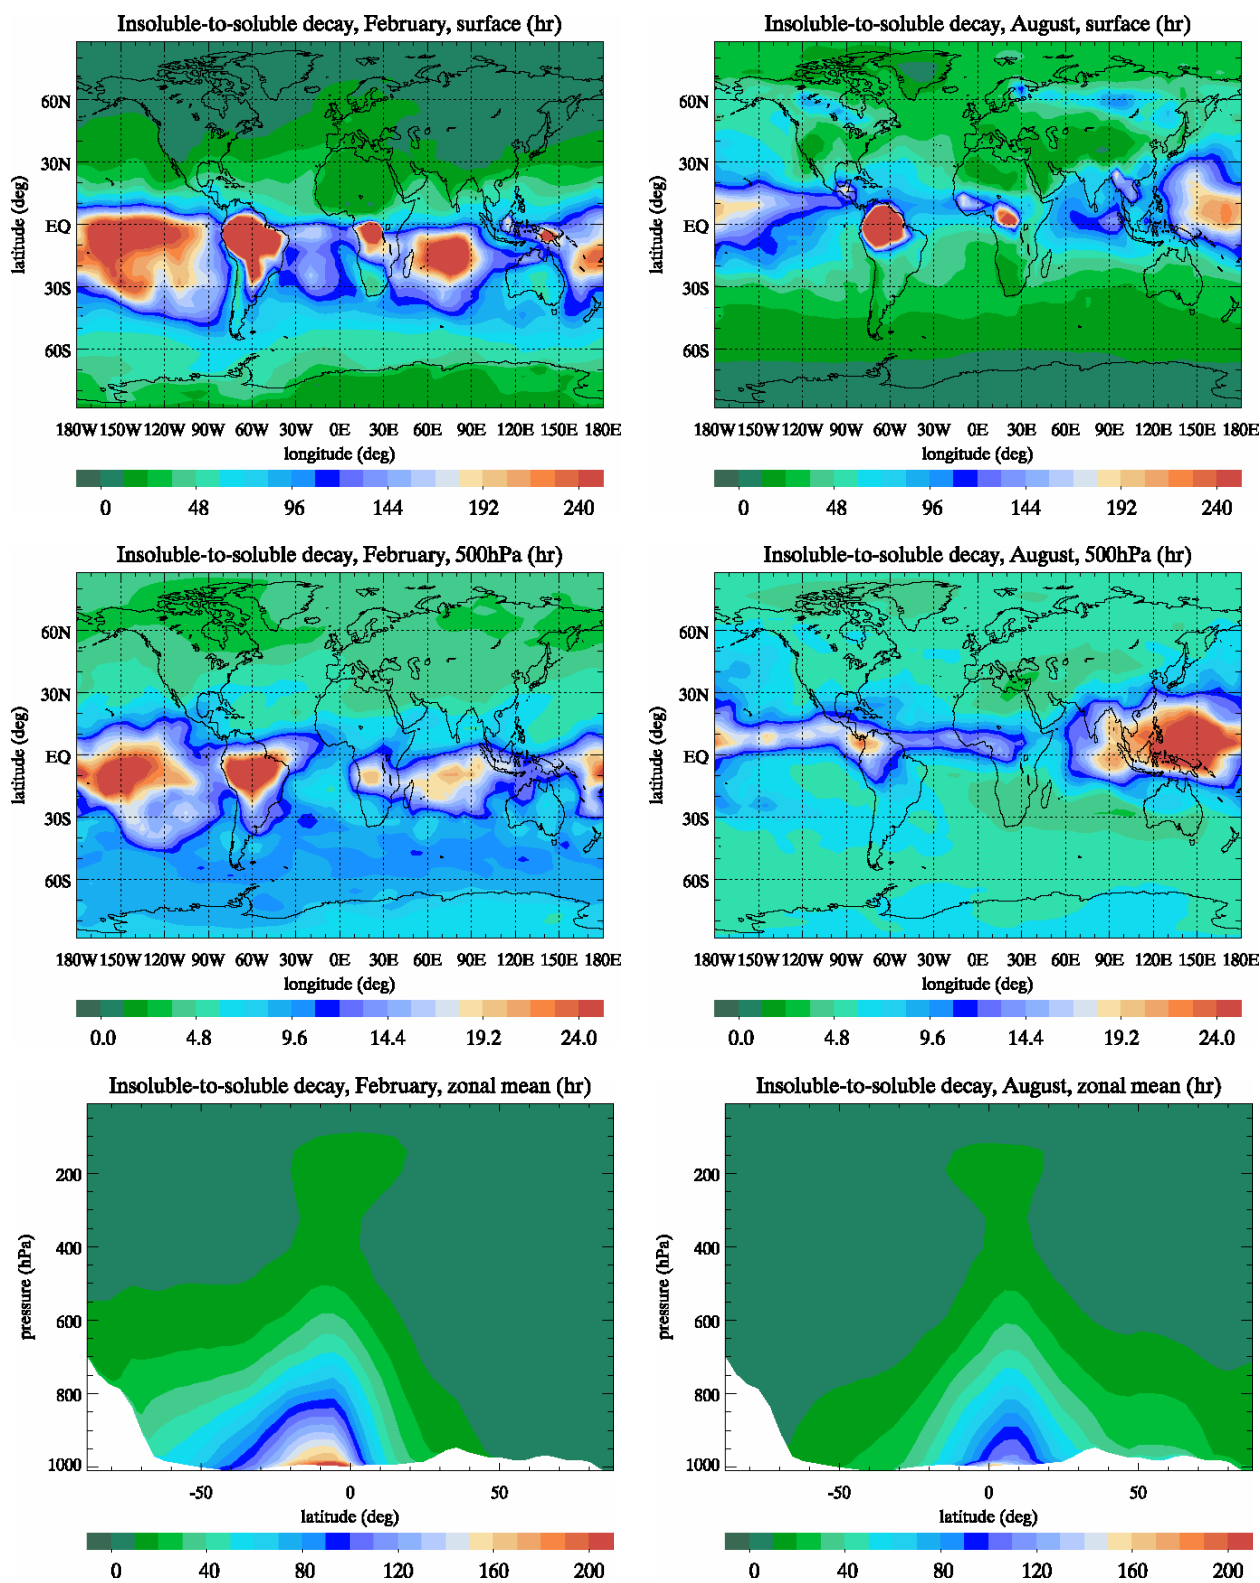 Insoluble-to-soluble decay, February, surface (hr)
60N
30N
EQ
30S
60S
latitude (deg)
180W 150W 120W 90W 60W 30W 0E 30E 60E 90E 120E 150E 180E
longitude (deg)
0 48 96 144 192 240
Insoluble-to-soluble decay, August, surface (hr)
60N
30N
EQ
30S
60S
latitude (deg)
180W 150W 120W 90W 60W 30W 0E 30E 60E 90E 120E 150E 180E
longitude (deg)
0 48 96 144 192 240
Insoluble-to-soluble decay, February, 500hPa (hr)
60N
30N
EQ
30S
60S
latitude (deg)
180W 150W 120W 90W 60W 30W 0E 30E 60E 90E 120E 150E 180E
longitude (deg)
0.0 4.8 9.6 14.4 19.2 24.0
Insoluble-to-soluble decay, August, 500hPa (hr)
60N
30N
EQ
30S
60S
latitude (deg)
180W 150W 120W 90W 60W 30W 0E 30E 60E 90E 120E 150E 180E
longitude (deg)
0.0 4.8 9.6 14.4 19.2 24.0
Insoluble-to-soluble decay, February, zonal mean (hr)
200
400
600
800
1000
pressure (hPa)
-50 0 50
latitude (deg)
0 40 80 120 160 200
Insoluble-to-soluble decay, August, zonal mean (hr)
200
400
600
800
1000
pressure (hPa)
-50 0 50
latitude (deg)
0 40 80 120 160 200